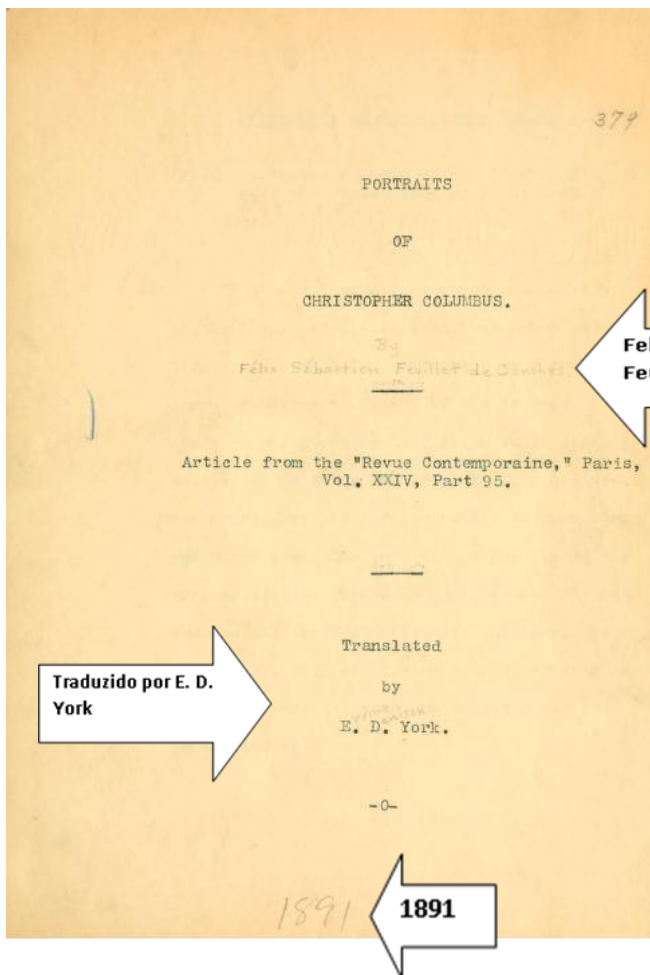 379
PORTRAITS
OF
CHRISTOPHER COLUMBUS.
By
Félix Sébastien Feuillet de Conches.
Article from the "Revue Contemporaine," Paris,
Vol. XXIV, Part 95.
Translated
by
Traduzido por E. D.
York
E. D. York.
-0-
1891
1891